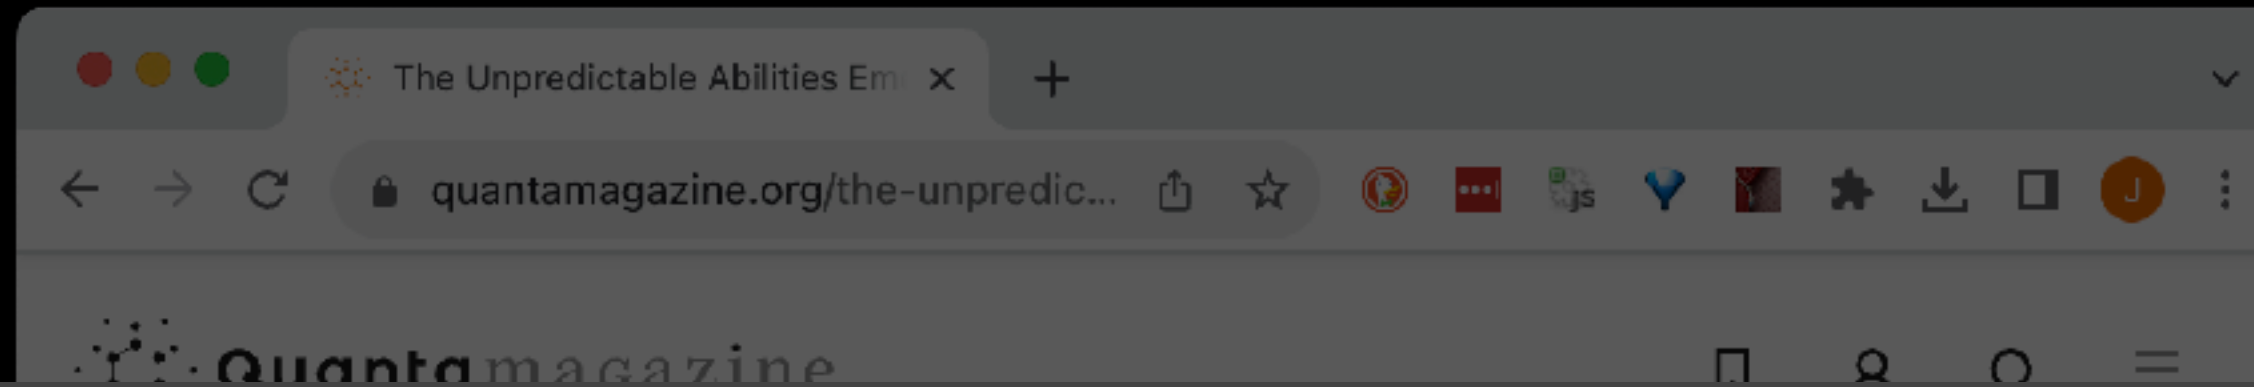 The Unpredictable Abilities Em
quantamagazine.org/the-unpredic...
js
J
Quanta magazine